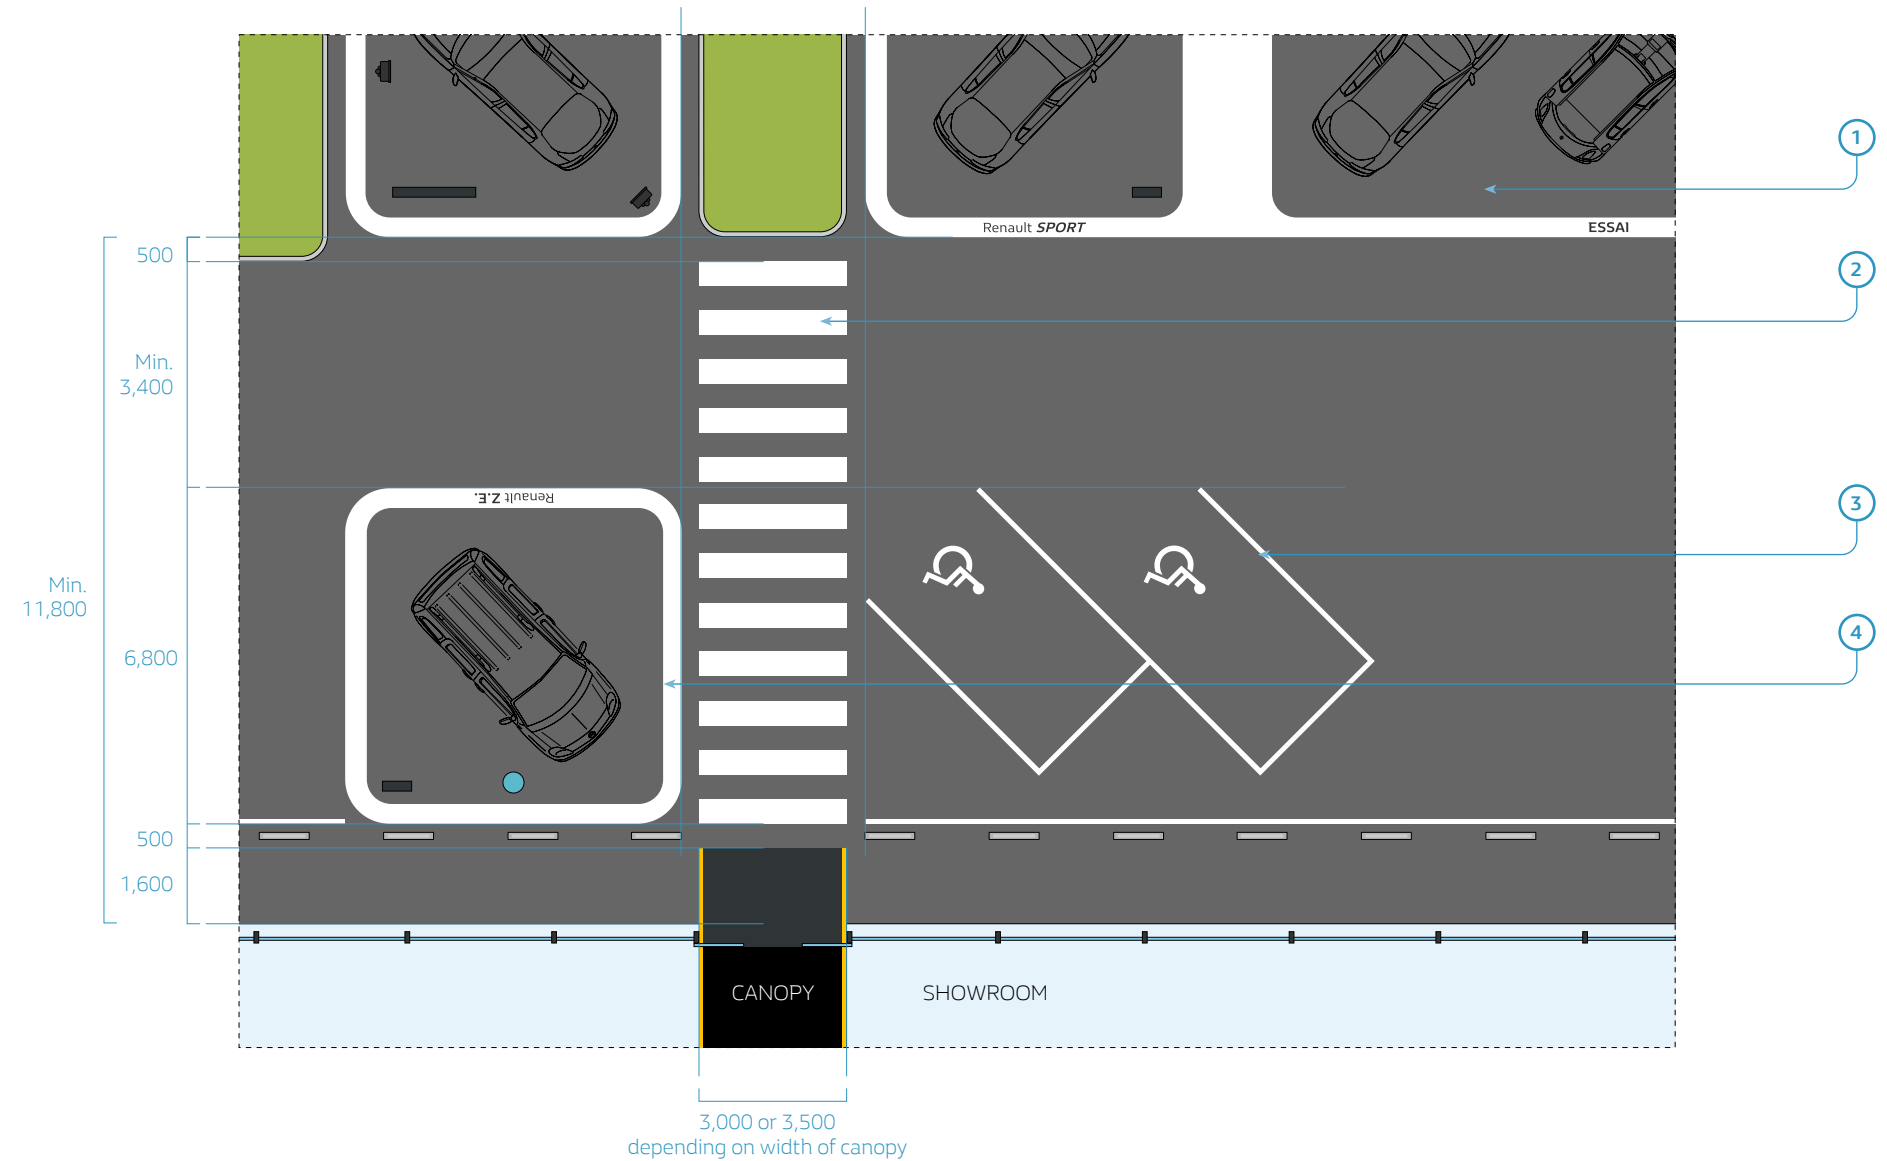 1
Renault SPORT
ESSAI
500
2
Min.
3,400
Renault Z.E.
3
Min.
11,800
4
6,800
500
1,600
CANOPY
SHOWROOM
3,000 or 3,500
depending on width of canopy